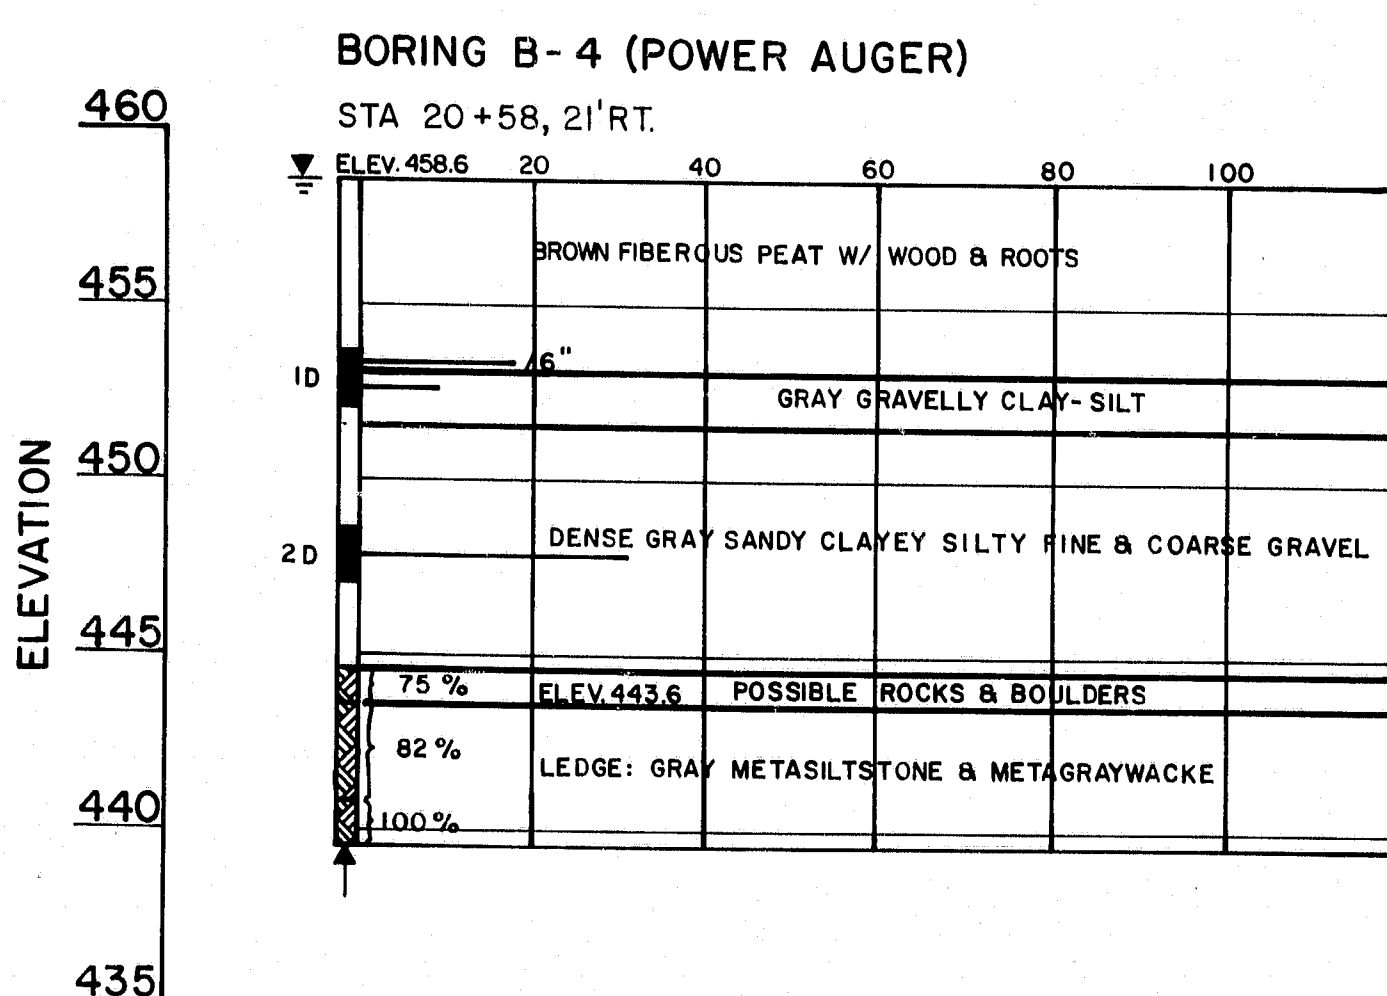 BORING B-4 (POWER AUGER)
STA 20+58, 21'RT.
460
ELEV. 458.6 20 40 60 80 100
BROWN FIBEROUS PEAT W/ WOOD & ROOTS
455
/6"
1D
GRAY GRAVELLY CLAY-SILT
450
ELEVATION
2D
DENSE GRAY SANDY CLAYEY SILTY FINE & COARSE GRAVEL
445
75% ELEV. 443.6 POSSIBLE ROCKS & BOULDERS
82%
LEDGE: GRAY METASILTSTONE & METAGRAYWACKE
440
100%
435